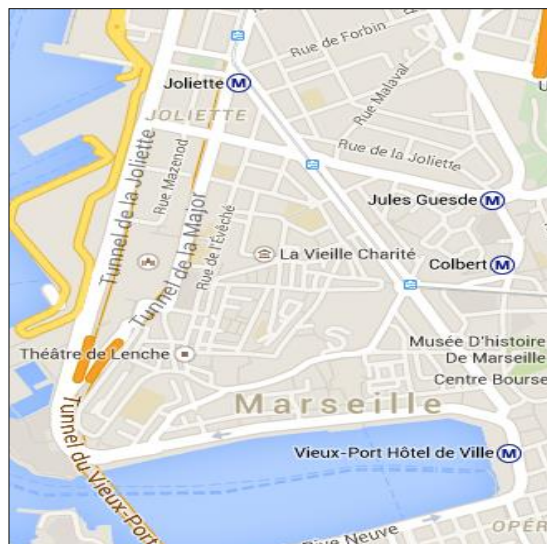 Rue de Forbin
Joliette M
Rue Malaval
U
JOLIETTE
Rue de la Joliette
Rue Mazenod
Tunnel de la Joliette
Tunnel de la Major
Jules Guesde M
Rue de l'Évêché
La Vieille Charité
Colbert M
Musée D'histoire
De Marseille
Théâtre de Lenche
Centre Bourse
Marseille
Tunnel du Vieux-Port
Vieux-Port Hôtel de Ville M
Rive Neuve
OPÉR